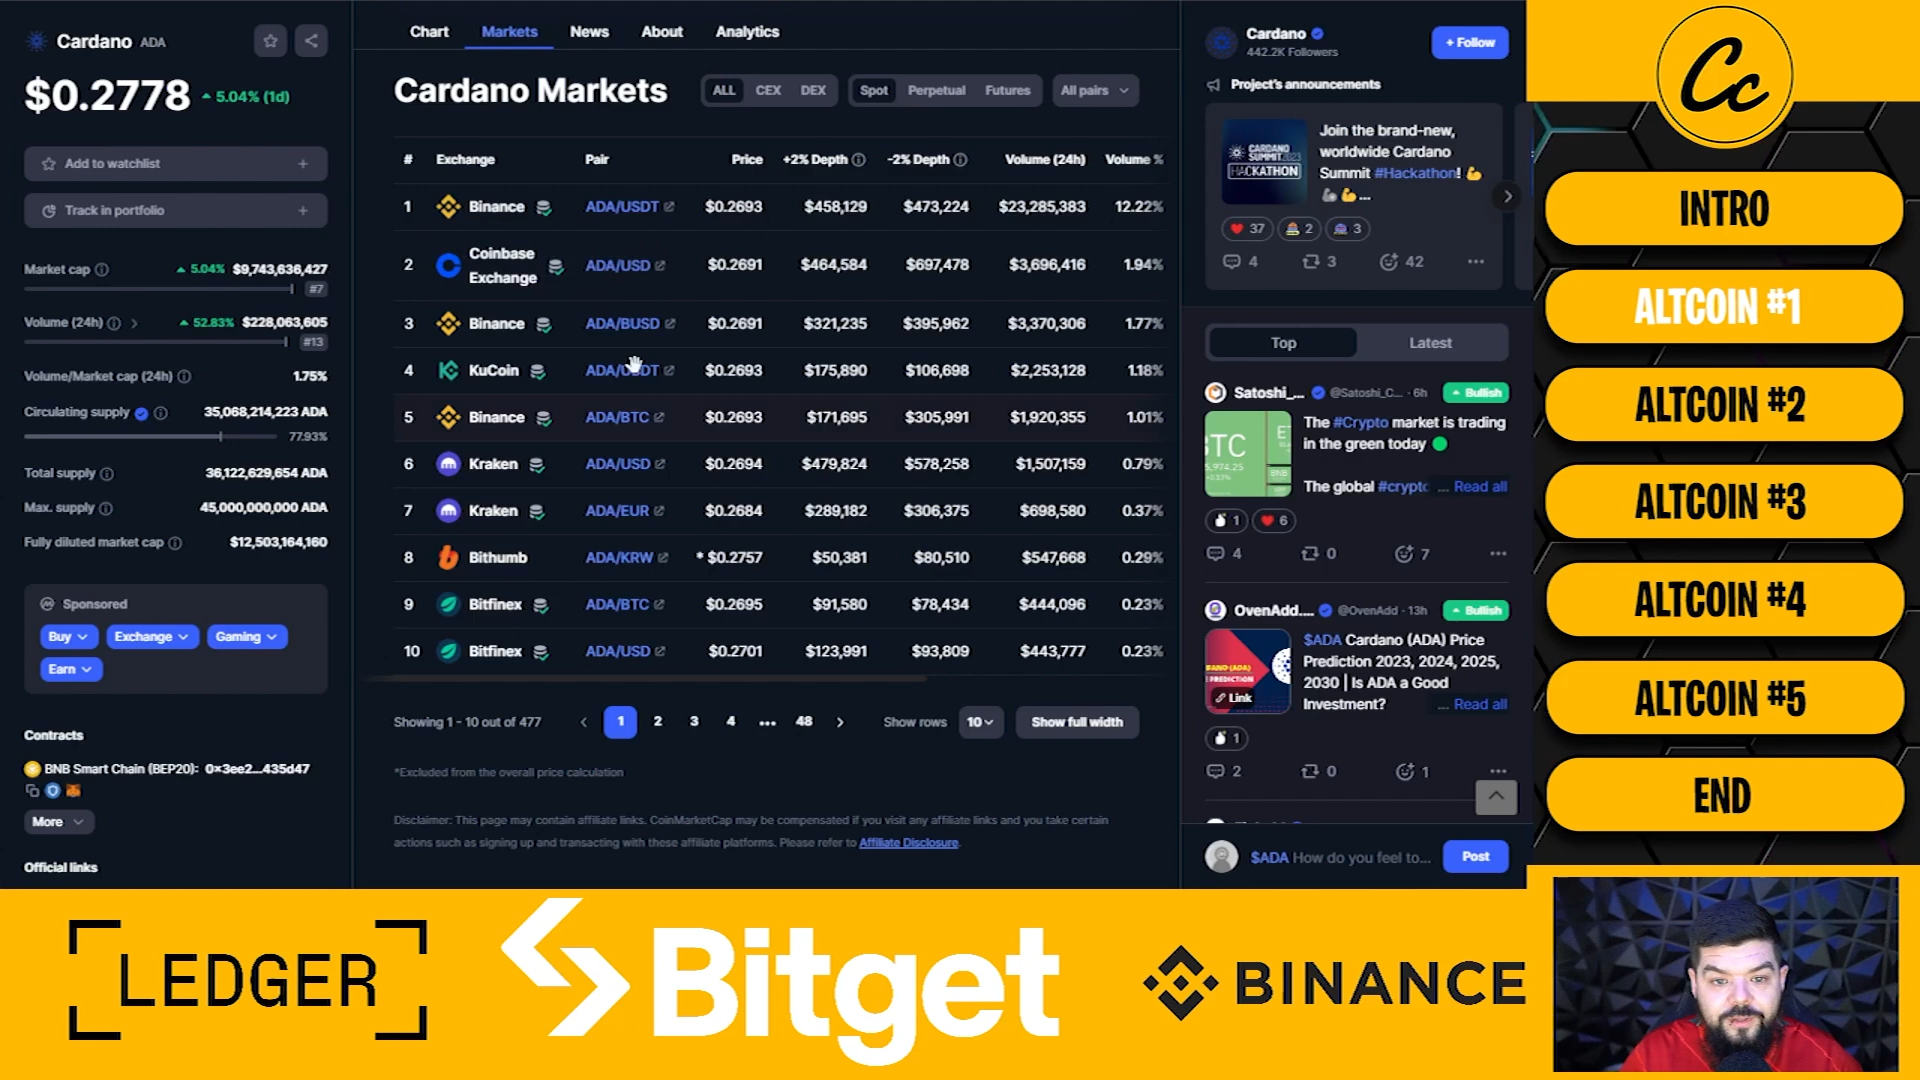 Cardano ADA
$0.2778 5.04% (1d)
Add to watchlist +
Track in portfolio +
Market cap 5.04% $9,743,636,427
#7
Volume (24h) 52.83% $228,063,605
#13
Volume/Market cap (24h) 1.75%
Circulating supply 35,068,214,223 ADA
77.93%
Total supply 36,122,629,654 ADA
Max. supply 45,000,000,000 ADA
Fully diluted market cap $12,503,164,160
Sponsored
Buy Exchange Gaming
Earn
Contracts
BNB Smart Chain (BEP20): 0x3ee2...435d47
More
Official links
Chart Markets News About Analytics
Cardano Markets ALL CEX DEX Spot Perpetual Futures All pairs
# Exchange Pair Price +2% Depth -2% Depth Volume (24h) Volume %
1 Binance ADA/USDT $0.2693 $458,129 $473,224 $23,285,383 12.22%
2 Coinbase Exchange ADA/USD $0.2691 $464,584 $697,478 $3,696,416 1.94%
3 Binance ADA/BUSD $0.2691 $321,235 $395,962 $3,370,306 1.77%
4 KuCoin ADA/USDT $0.2693 $175,890 $106,698 $2,253,128 1.18%
5 Binance ADA/BTC $0.2693 $171,695 $305,991 $1,920,355 1.01%
6 Kraken ADA/USD $0.2694 $479,824 $578,258 $1,507,159 0.79%
7 Kraken ADA/EUR $0.2684 $289,182 $306,375 $698,580 0.37%
8 Bithumb ADA/KRW * $0.2757 $50,381 $80,510 $547,668 0.29%
9 Bitfinex ADA/BTC $0.2695 $91,580 $78,434 $444,096 0.23%
10 Bitfinex ADA/USD $0.2701 $123,991 $93,809 $443,777 0.23%
Showing 1 - 10 out of 477 < 1 2 3 4 ... 48 > Show rows 10 Show full width
*Excluded from the overall price calculation
Disclaimer: This page may contain affiliate links. CoinMarketCap may be compensated if you visit any affiliate links and you take certain
actions such as signing up and transacting with these affiliate platforms. Please refer to Affiliate Disclosure.
Cardano
442.2K Followers
+ Follow
Project's announcements
CARDANO
SUMMIT2023
HACKATHON
Join the brand-new,
worldwide Cardano
Summit #Hackathon! 💪
🦾 💪...
37 2 3
4 3 42 ...
Top Latest
Satoshi_... @Satoshi_C... · 6h Bullish
The #Crypto market is trading
in the green today
The global #crypto ... Read all
1 6
4 0 7 ...
OvenAdd.... @OvenAdd · 13h Bullish
Link
$ADA Cardano (ADA) Price
Prediction 2023, 2024, 2025,
2030 | Is ADA a Good
Investment? ... Read all
1
2 0 1 ...
$ADA How do you feel to... Post
Cc
INTRO
ALTCOIN #1
ALTCOIN #2
ALTCOIN #3
ALTCOIN #4
ALTCOIN #5
END
LEDGER
Bitget
BINANCE